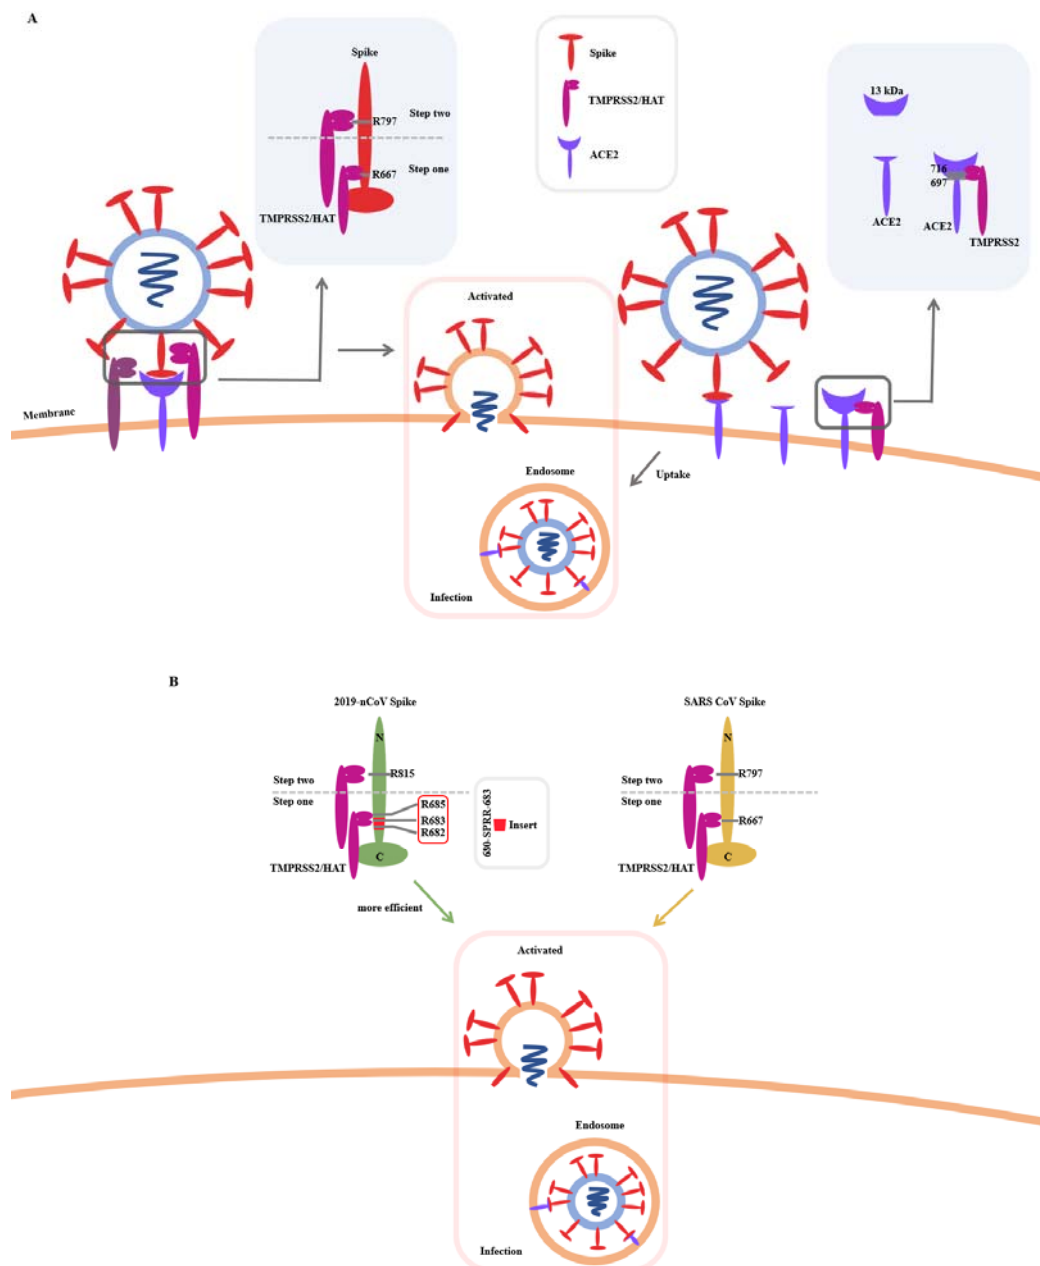 A
Spike
R797
Step two
R667
Step one
TMPRSS2/HAT
Spike
TMPRSS2/HAT
ACE2
13 kDa
716
697
ACE2
ACE2
TMPRSS2
Membrane
Activated
Endosome
Uptake
Infection
B
2019-nCoV Spike
N
R815
Step two
Step one
R685
R683
R682
C
TMPRSS2/HAT
680-SPRR-683
Insert
more efficient
SARS CoV Spike
N
R797
Step two
Step one
R667
C
TMPRSS2/HAT
Activated
Endosome
Infection